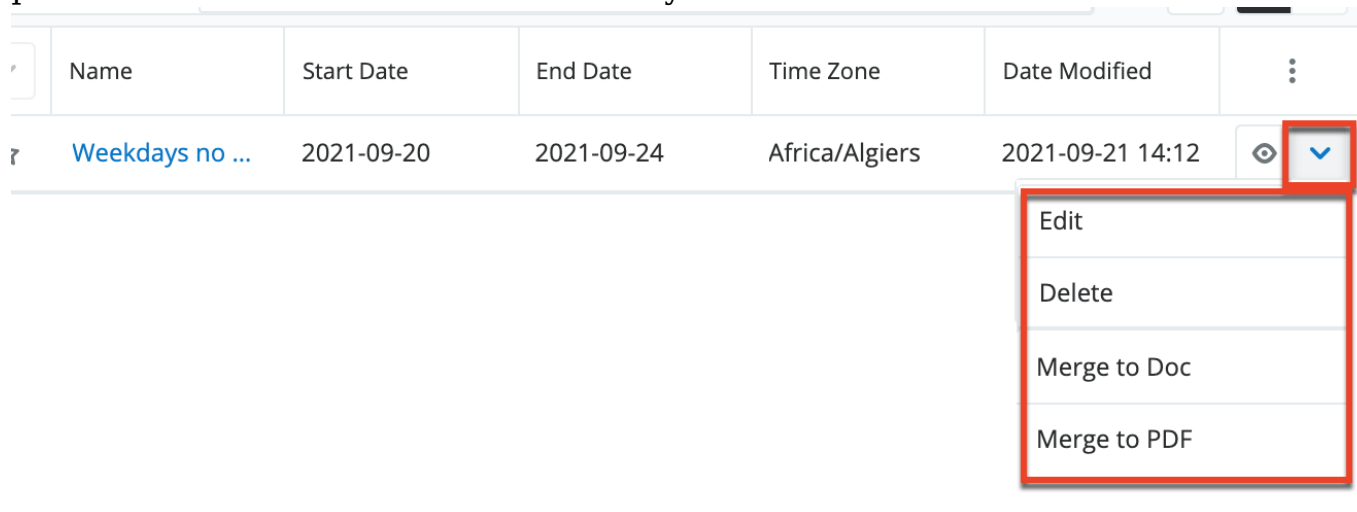 Name Start Date End Date Time Zone Date Modified
Weekdays no ... 2021-09-20 2021-09-24 Africa/Algiers 2021-09-21 14:12
Edit
Delete
Merge to Doc
Merge to PDF